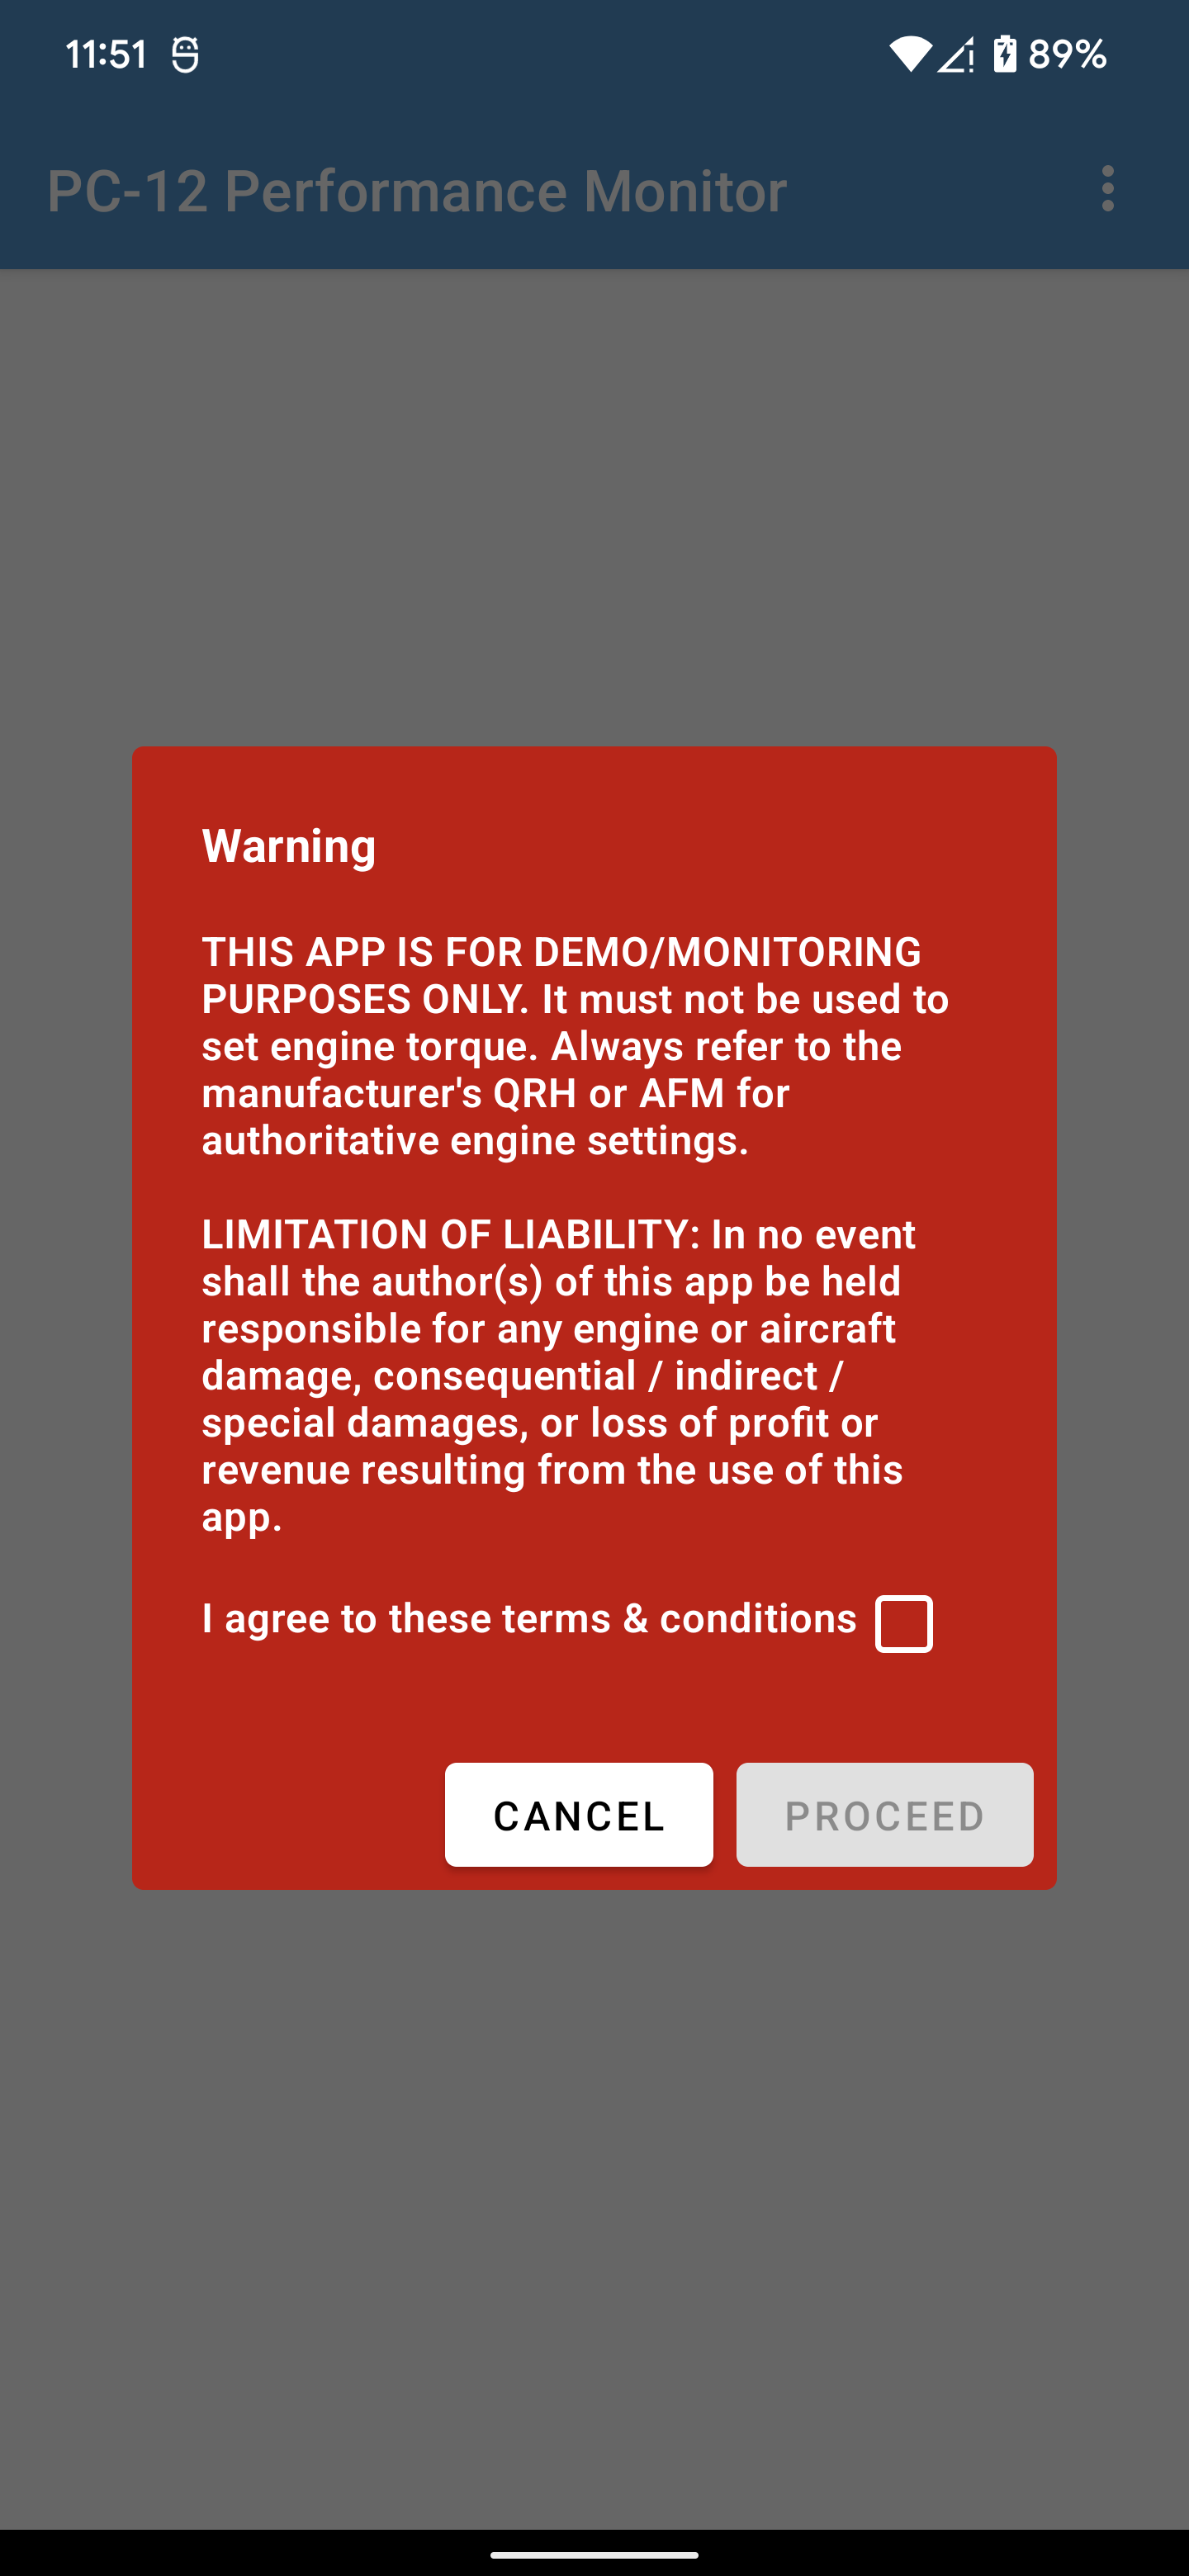 11:51
89%
PC-12 Performance Monitor
Warning
THIS APP IS FOR DEMO/MONITORING
PURPOSES ONLY. It must not be used to
set engine torque. Always refer to the
manufacturer's QRH or AFM for
authoritative engine settings.
LIMITATION OF LIABILITY: In no event
shall the author(s) of this app be held
responsible for any engine or aircraft
damage, consequential / indirect /
special damages, or loss of profit or
revenue resulting from the use of this
app.
I agree to these terms & conditions
CANCEL
PROCEED